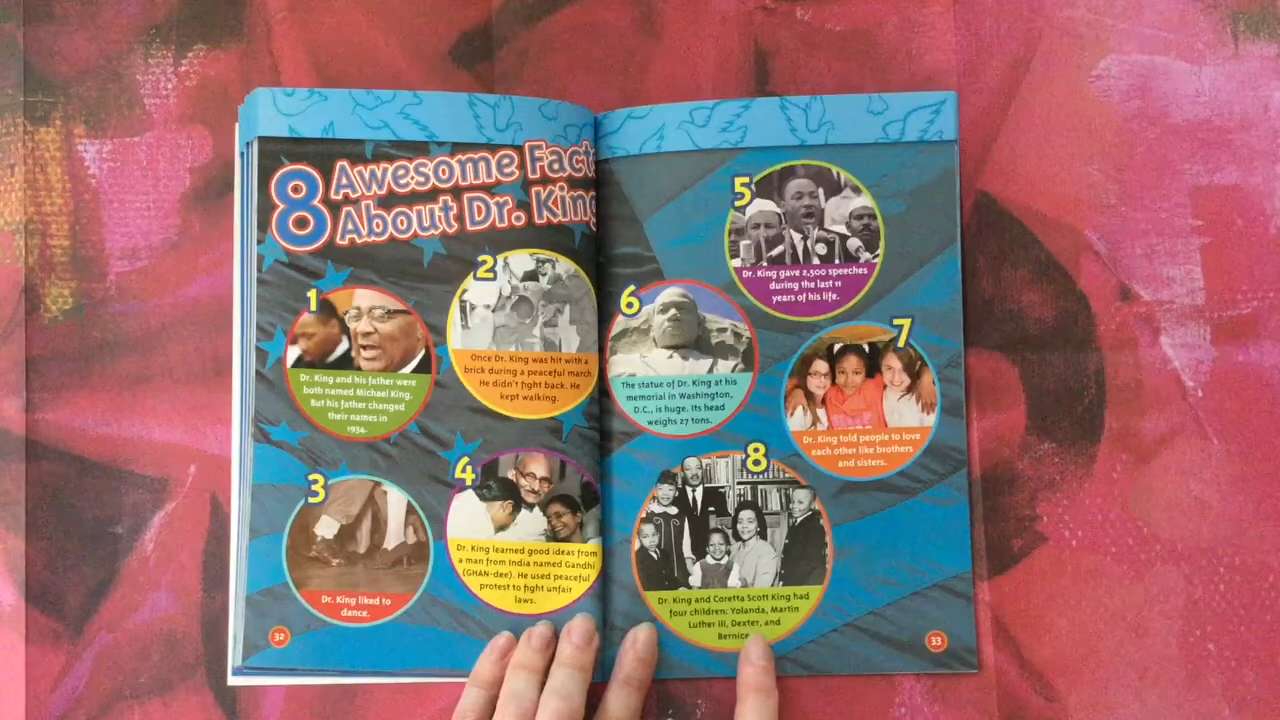 8 Awesome Facts
About Dr. King
1
Dr. King and his father were
both named Michael King.
But his father changed
their names in
1934.
2
Once Dr. King was hit with a
brick during a peaceful march.
He didn't fight back. He
kept walking.
3
Dr. King liked to
dance.
4
Dr. King learned good ideas from
a man from India named Gandhi
(GHAN-dee). He used peaceful
protest to fight unfair
laws.
32
5
Dr. King gave 2,500 speeches
during the last 11
years of his life.
6
The statue of Dr. King at his
memorial in Washington,
D.C., is huge. Its head
weighs 27 tons.
7
Dr. King told people to love
each other like brothers
and sisters.
8
Dr. King and Coretta Scott King had
four children: Yolanda, Martin
Luther III, Dexter, and
Bernice.
33